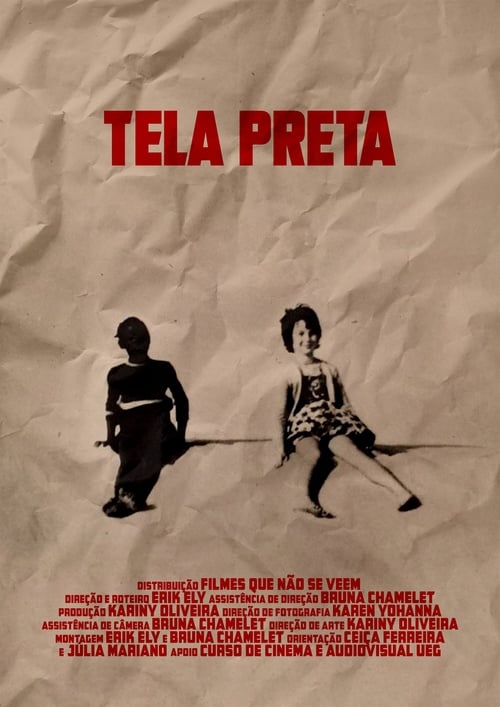 TELA PRETA
DISTRIBUIÇÃO FILMES QUE NÃO SE VEEM
DIREÇÃO E ROTEIRO ERIK ELY ASSISTÊNCIA DE DIREÇÃO BRUNA CHAMELET
PRODUÇÃO KARINY OLIVEIRA DIREÇÃO DE FOTOGRAFIA KAREN YOHANNA
ASSISTÊNCIA DE CÂMERA BRUNA CHAMELET DIREÇÃO DE ARTE KARINY OLIVEIRA
MONTAGEM ERIK ELY E BRUNA CHAMELET ORIENTAÇÃO CEIÇA FERREIRA
E JÚLIA MARIANO APOIO CURSO DE CINEMA E AUDIOVISUAL UEG